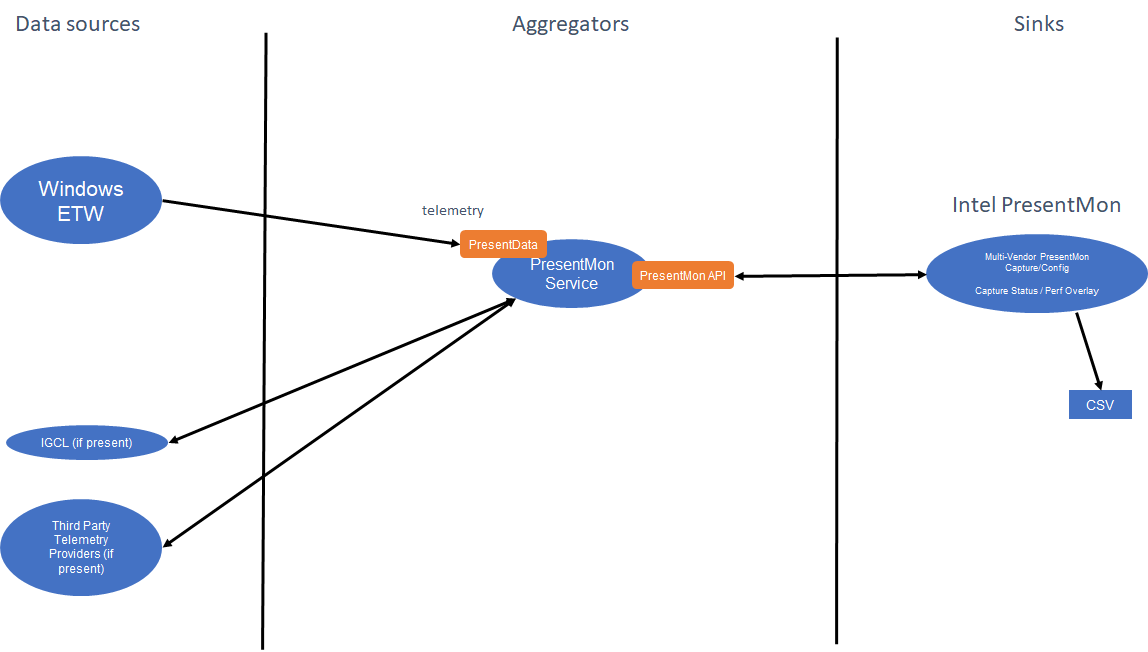 Data sources
Aggregators
Sinks
Windows
ETW
telemetry
PresentData
PresentMon
Service
PresentMon API
Intel PresentMon
Multi-Vendor PresentMon
Capture/Config
Capture Status / Perf Overlay
CSV
IGCL (if present)
Third Party
Telemetry
Providers (if
present)